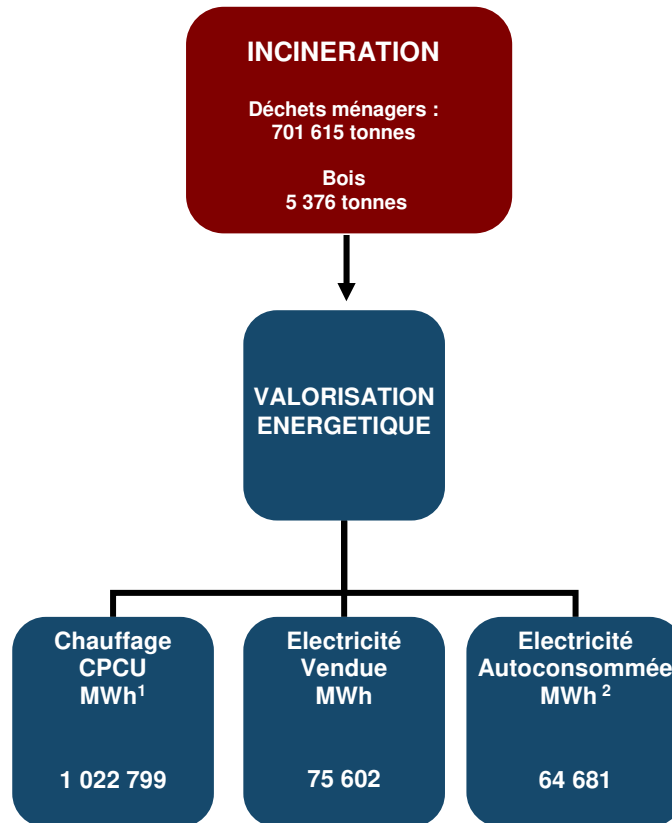 INCINERATION
Déchets ménagers :
701 615 tonnes
Bois
5 376 tonnes
VALORISATION
ENERGETIQUE
Chauffage
CPCU
MWh¹
1 022 799
Electricité
Vendue
MWh
75 602
Electricité
Autoconsommée
MWh ²
64 681